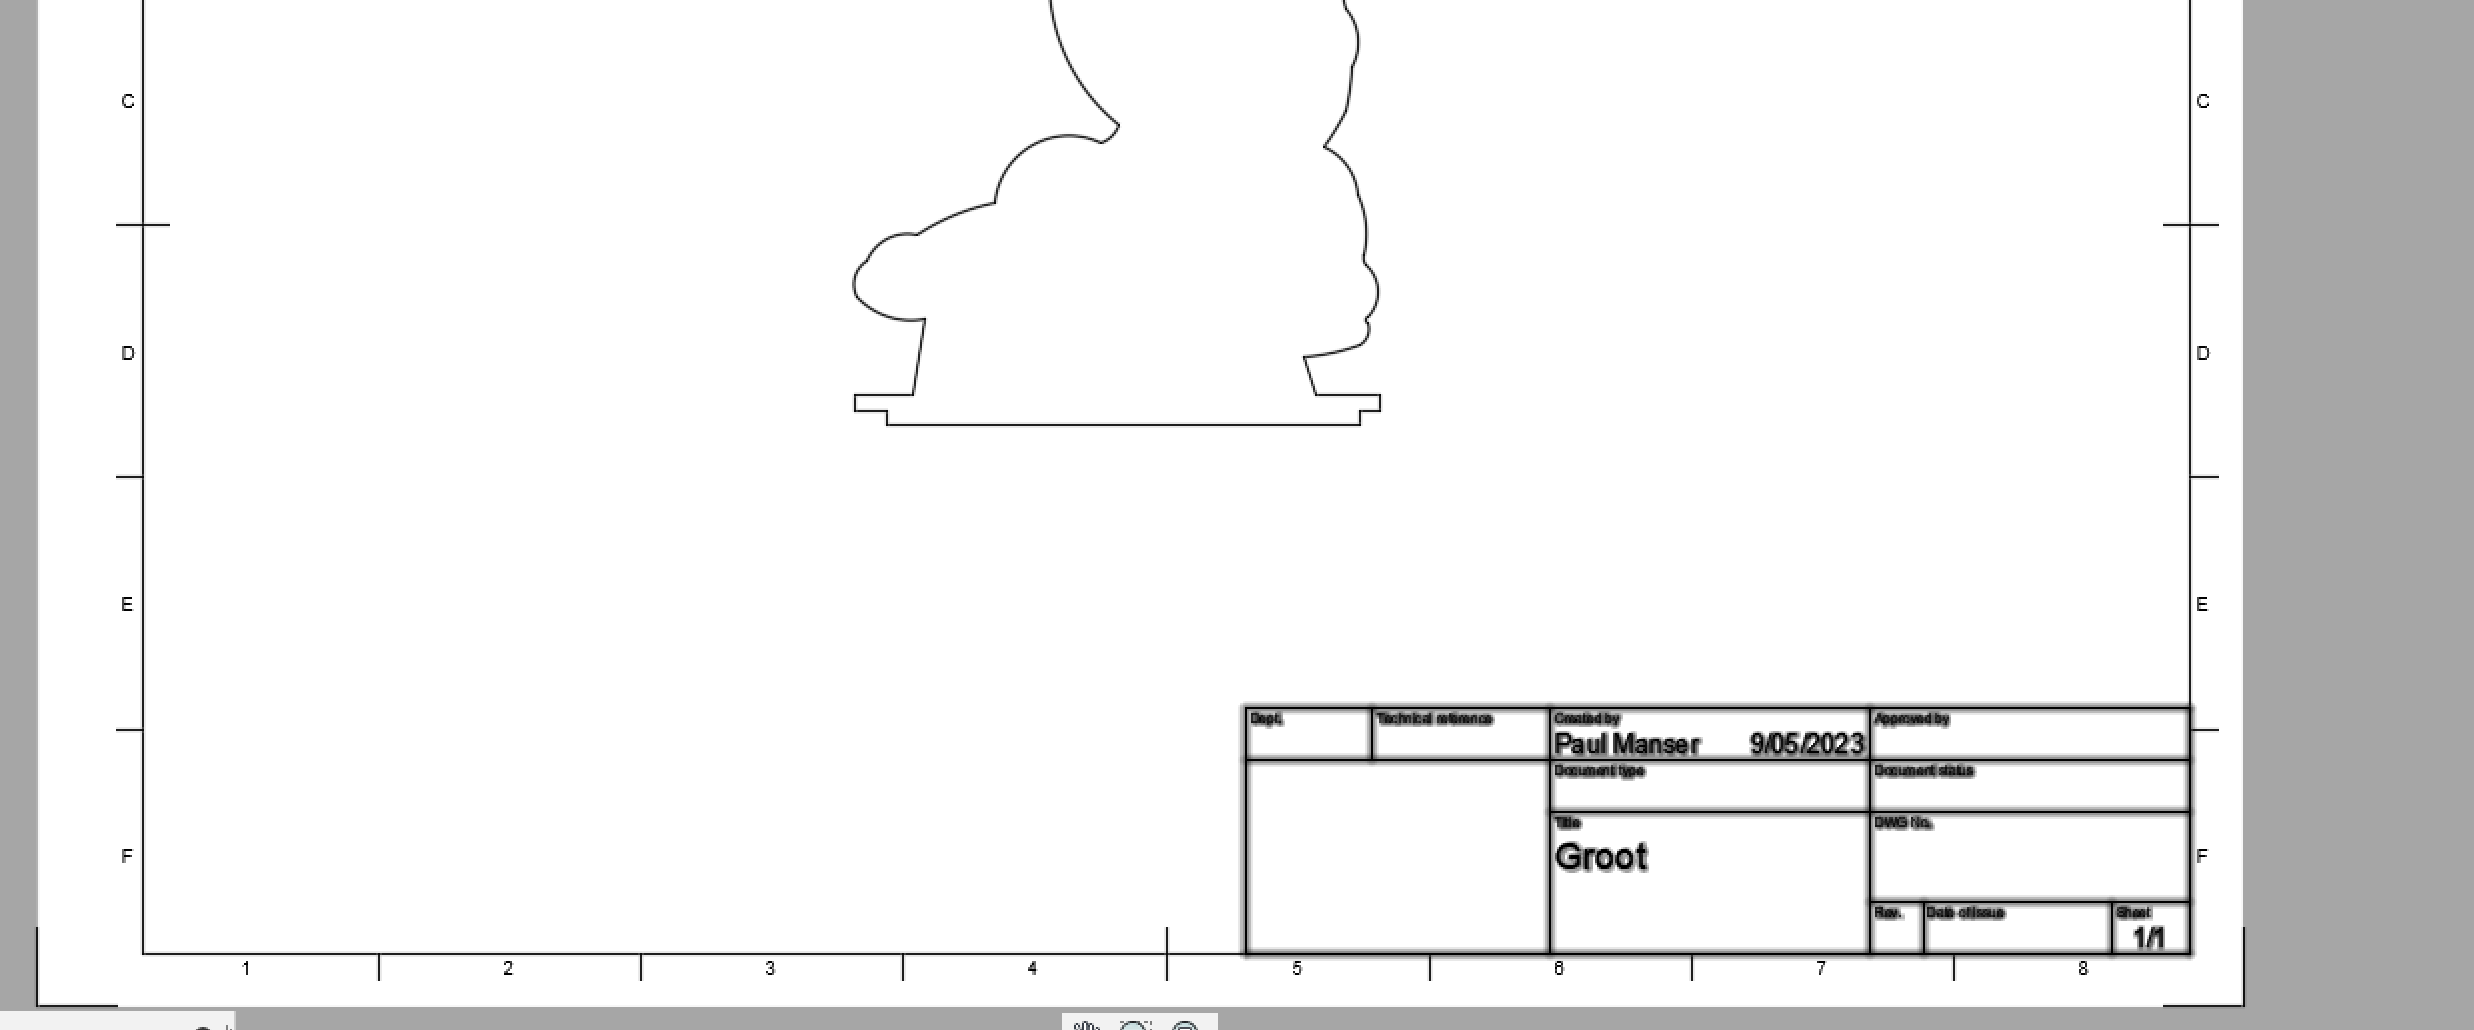 C C
D D
E E
Dept. Technical reference Created by Approved by
Paul Manser 9/05/2023
Document type Document status
Title DWG No.
Groot
F F
Rev. Date of issue Sheet
1/1
1 2 3 4 5 6 7 8